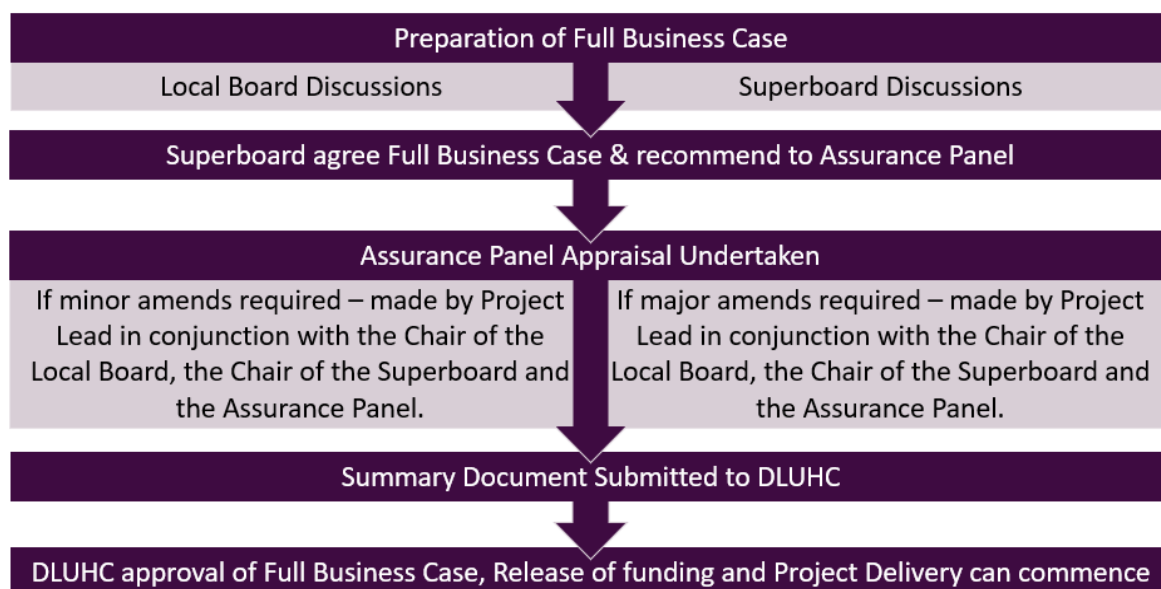 Preparation of Full Business Case
Local Board Discussions
Superboard Discussions
Superboard agree Full Business Case & recommend to Assurance Panel
Assurance Panel Appraisal Undertaken
If minor amends required – made by Project
Lead in conjunction with the Chair of the
Local Board, the Chair of the Superboard and
the Assurance Panel.
If major amends required – made by Project
Lead in conjunction with the Chair of the
Local Board, the Chair of the Superboard and
the Assurance Panel.
Summary Document Submitted to DLUHC
DLUHC approval of Full Business Case, Release of funding and Project Delivery can commence